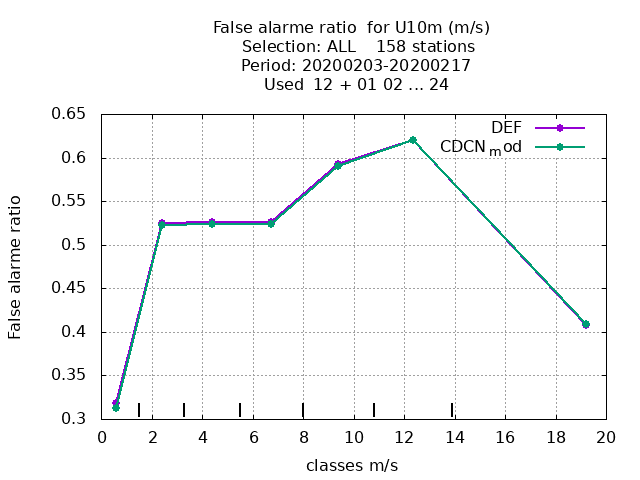 False alarme ratio  for U10m (m/s)
Selection: ALL    158 stations
Period: 20200203-20200217
Used  12 + 01 02 ... 24
DEF
CDCNmod
0.65
0.6
0.55
0.5
0.45
0.4
0.35
0.3
False alarme ratio
0 2 4 6 8 10 12 14 16 18 20
classes m/s